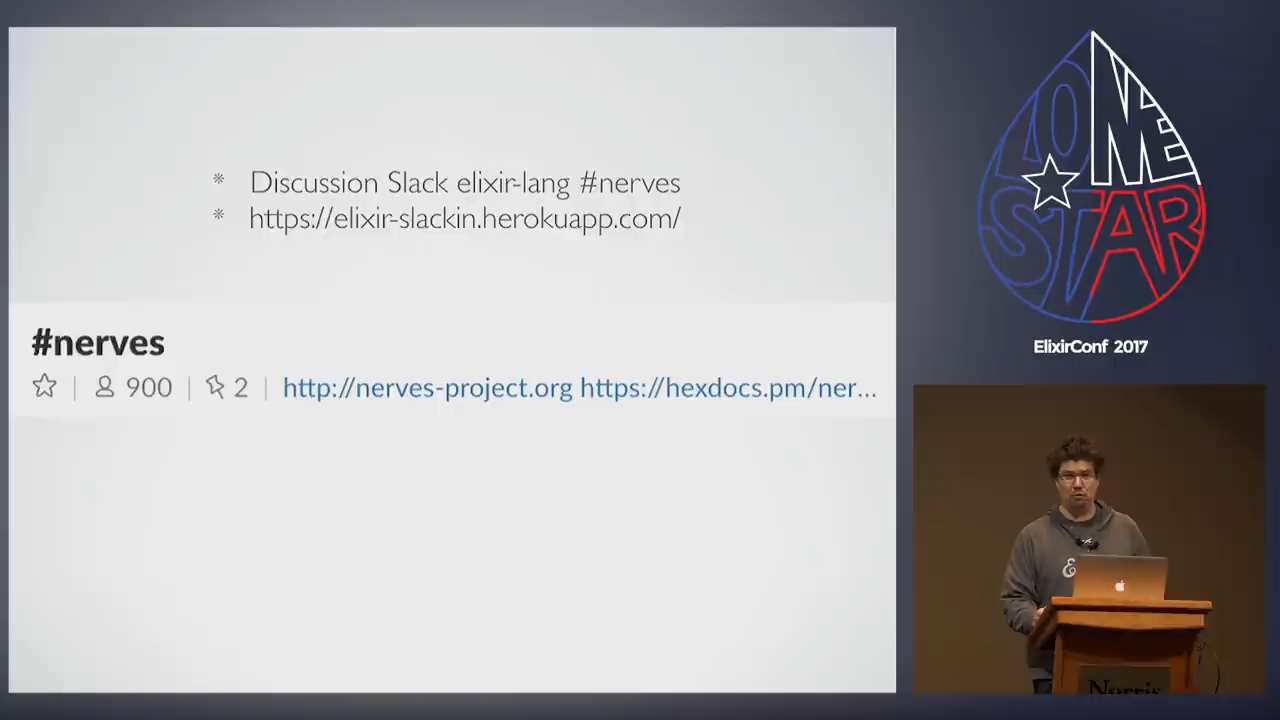 * Discussion Slack elixir-lang #nerves
* https://elixir-slackin.herokuapp.com/
#nerves
900 | 2 | http://nerves-project.org https://hexdocs.pm/ner...
LONE
STAR
ElixirConf 2017
&
Norris